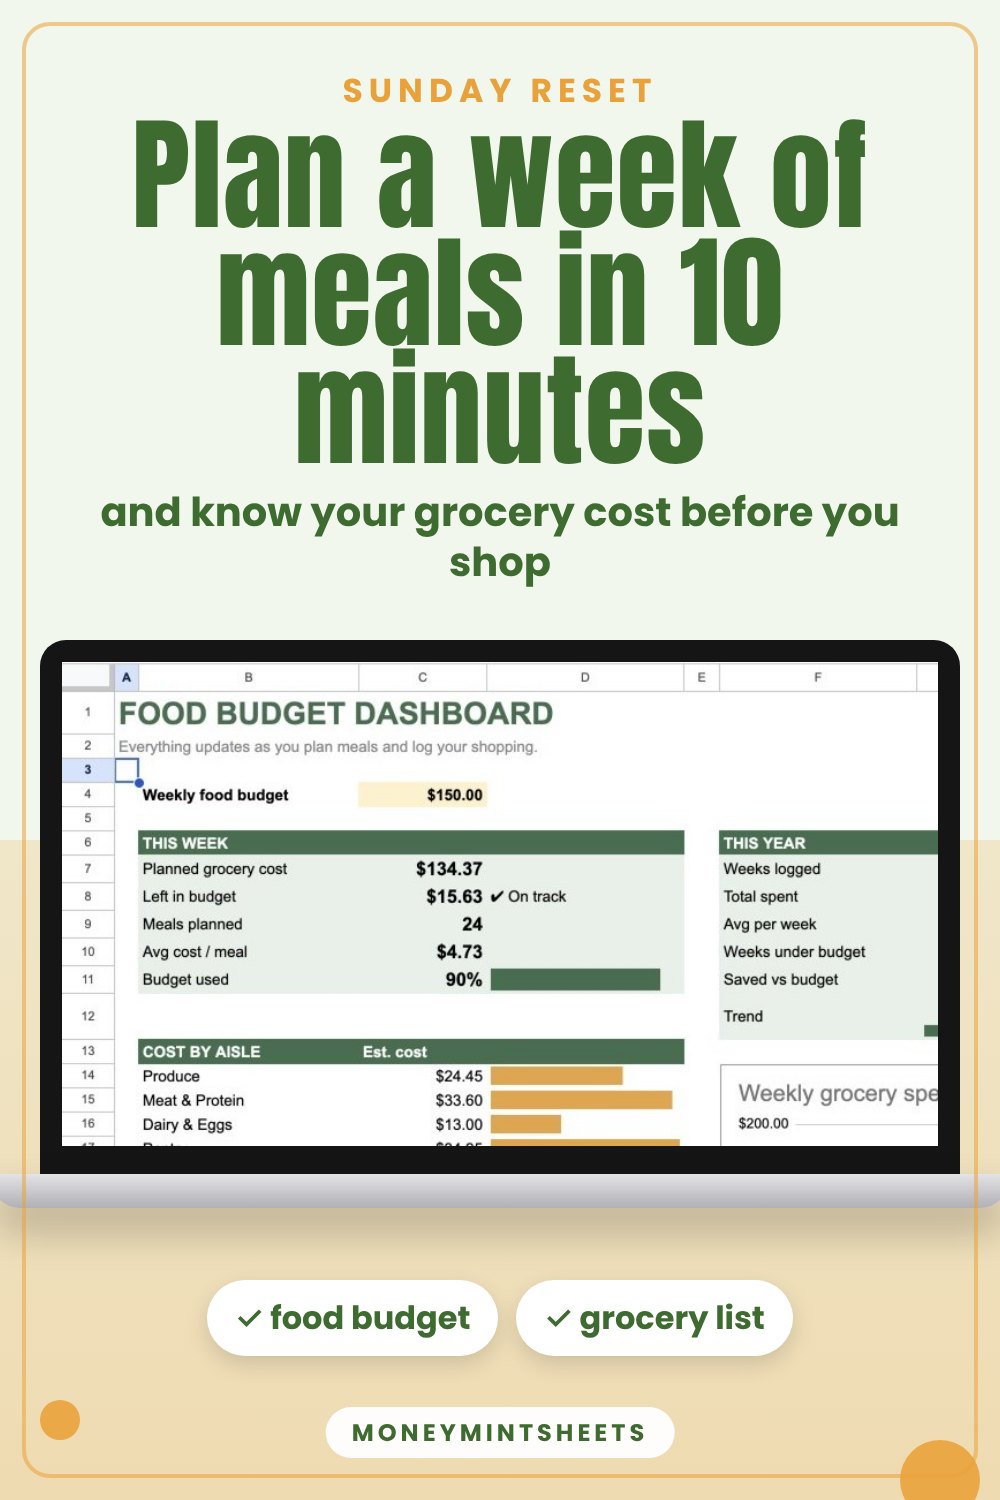 SUNDAY RESET
Plan a week of
meals in 10
minutes
and know your grocery cost before you
shop
A B C D E F
1 FOOD BUDGET DASHBOARD
2 Everything updates as you plan meals and log your shopping.
3
4 Weekly food budget $150.00
5
6 THIS WEEK THIS YEAR
7 Planned grocery cost $134.37 Weeks logged
8 Left in budget $15.63 ✔ On track Total spent
9 Meals planned 24 Avg per week
10 Avg cost / meal $4.73 Weeks under budget
11 Budget used 90% Saved vs budget
12 Trend
13 COST BY AISLE Est. cost
14 Produce $24.45
15 Meat & Protein $33.60 Weekly grocery spe
16 Dairy & Eggs $13.00 $200.00
✓ food budget ✓ grocery list
MONEYMINTSHEETS